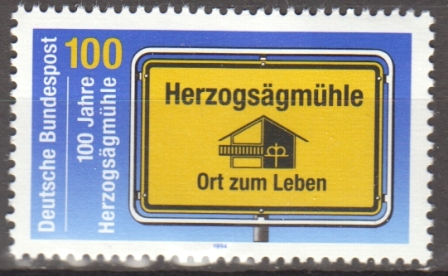 Deutsche Bundespost
100
100 Jahre
Herzogsägmühle
Herzogsägmühle
Ort zum Leben
1994